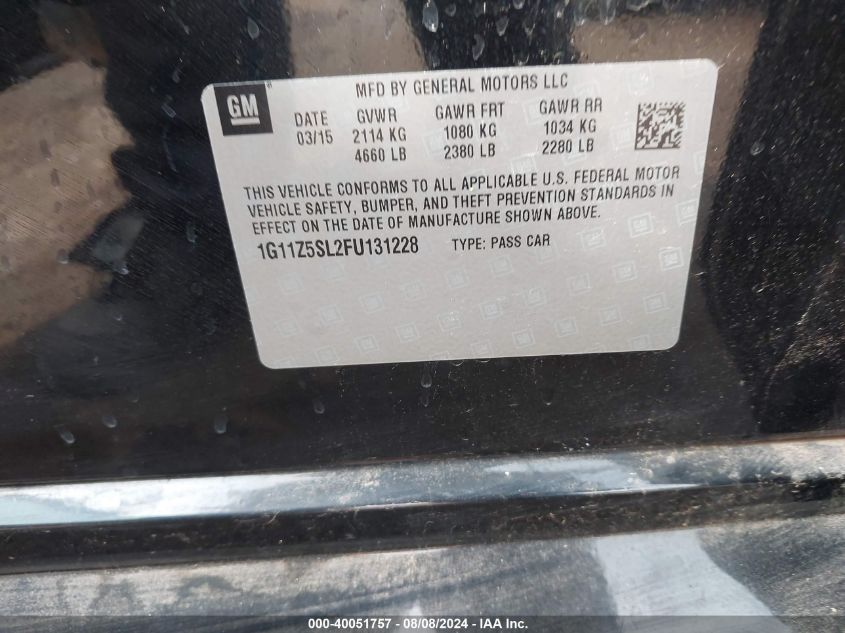 MFD BY GENERAL MOTORS LLC
GM
DATE GVWR GAWR FRT GAWR RR
03/15 2114 KG 1080 KG 1034 KG
4660 LB 2380 LB 2280 LB
THIS VEHICLE CONFORMS TO ALL APPLICABLE U.S. FEDERAL MOTOR
VEHICLE SAFETY, BUMPER, AND THEFT PREVENTION STANDARDS IN
EFFECT ON THE DATE OF MANUFACTURE SHOWN ABOVE.
1G11Z5SL2FU131228 TYPE: PASS CAR
000-40051757 - 08/08/2024 - IAA Inc.